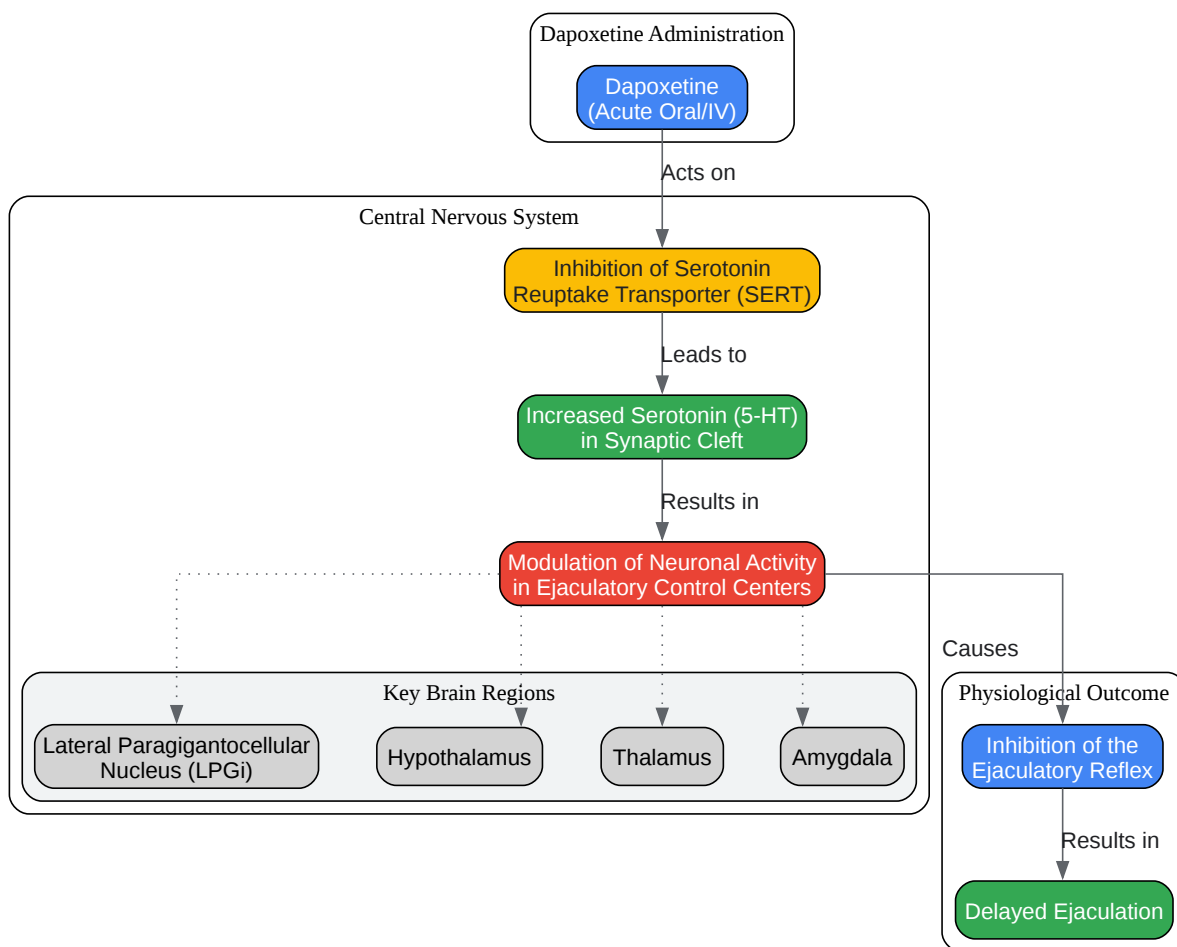 Dapoxetine Administration
Dapoxetine
(Acute Oral/IV)
Acts on
Central Nervous System
Inhibition of Serotonin
Reuptake Transporter (SERT)
Leads to
Increased Serotonin (5-HT)
in Synaptic Cleft
Results in
Modulation of Neuronal Activity
in Ejaculatory Control Centers
Causes
Key Brain Regions
Lateral Paragigantocellular
Nucleus (LPGi)
Hypothalamus
Thalamus
Amygdala
Physiological Outcome
Inhibition of the
Ejaculatory Reflex
Results in
Delayed Ejaculation